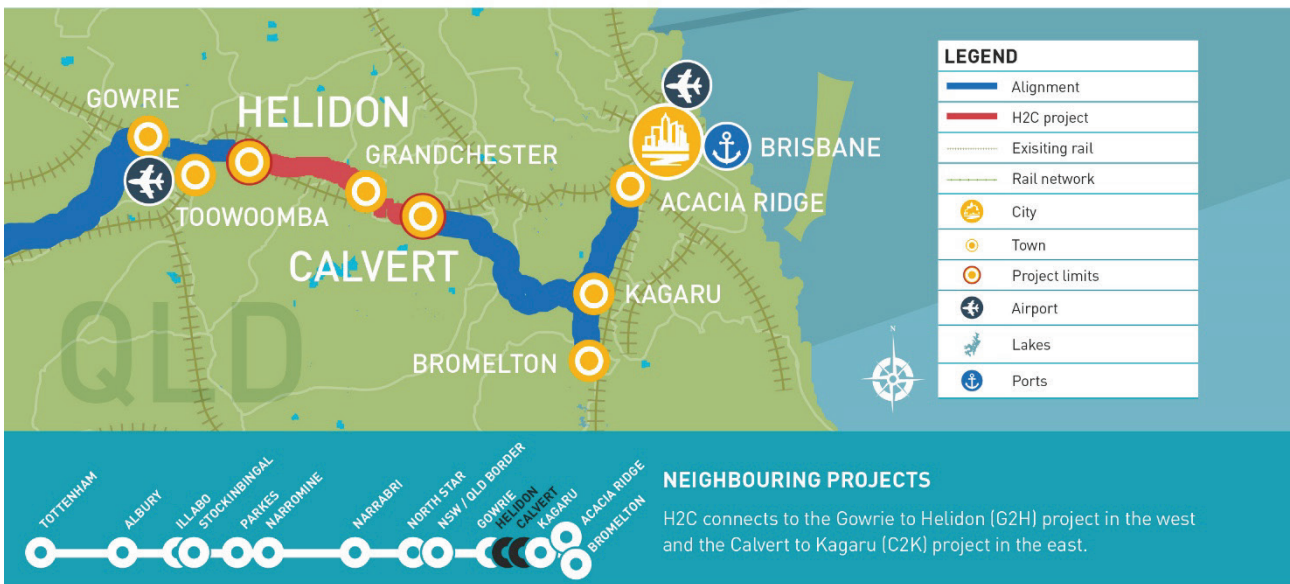 GOWRIE
HELIDON
GRANDCHESTER
TOOWOOMBA
CALVERT
BRISBANE
ACACIA RIDGE
KAGARU
BROMELTON
QLD
N
LEGEND
Alignment
H2C project
Exisiting rail
Rail network
City
Town
Project limits
Airport
Lakes
Ports
TOTTENHAM
ALBURY
ILLABO
STOCKINBINGAL
PARKES
NARROMINE
NARRABRI
NORTH STAR
NSW / QLD BORDER
GOWRIE
HELIDON
CALVERT
KAGARU
ACACIA RIDGE
BROMELTON
NEIGHBOURING PROJECTS
H2C connects to the Gowrie to Helidon (G2H) project in the west
and the Calvert to Kagaru (C2K) project in the east.